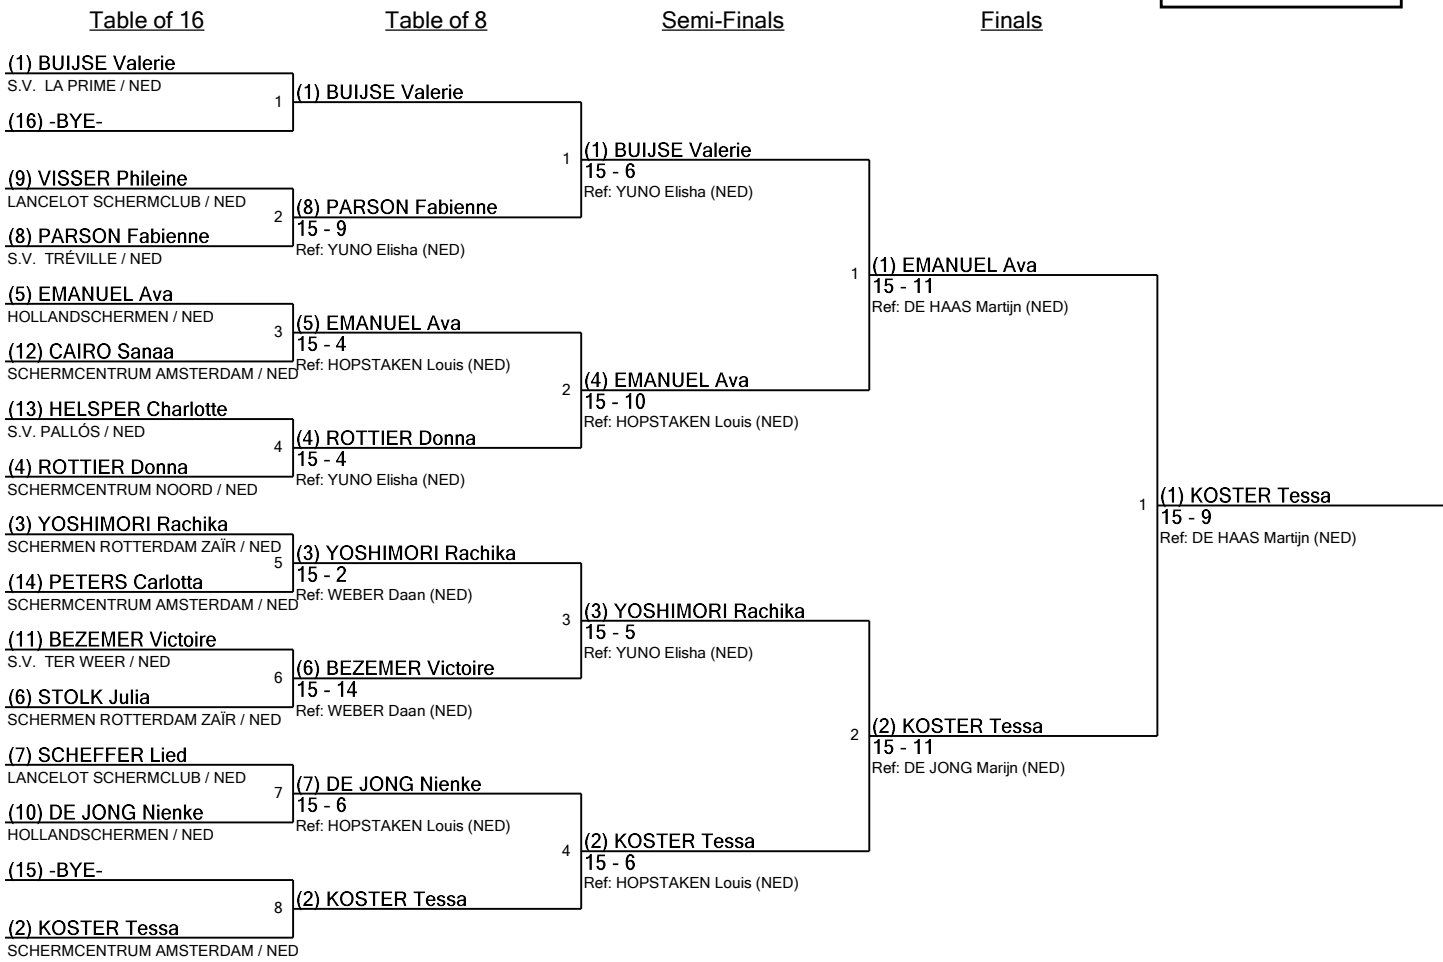 Table of 16
Table of 8
Semi-Finals
Finals
(1) BUIJSE Valerie
S.V. LA PRIME / NED
1
(16) -BYE-
(9) VISSER Phileine
LANCELOT SCHERMCLUB / NED
2
(8) PARSON Fabienne
S.V. TRÉVILLE / NED
(5) EMANUEL Ava
HOLLANDSCHERMEN / NED
3
(12) CAIRO Sanaa
SCHERMCENTRUM AMSTERDAM / NED
(13) HELSPER Charlotte
S.V. PALLÓS / NED
4
(4) ROTTIER Donna
SCHERMCENTRUM NOORD / NED
(3) YOSHIMORI Rachika
SCHERMEN ROTTERDAM ZAÏR / NED
5
(14) PETERS Carlotta
SCHERMCENTRUM AMSTERDAM / NED
(11) BEZEMER Victoire
S.V. TER WEER / NED
6
(6) STOLK Julia
SCHERMEN ROTTERDAM ZAÏR / NED
(7) SCHEFFER Lied
LANCELOT SCHERMCLUB / NED
7
(10) DE JONG Nienke
HOLLANDSCHERMEN / NED
(15) -BYE-
8
(2) KOSTER Tessa
SCHERMCENTRUM AMSTERDAM / NED
(1) BUIJSE Valerie
1
(8) PARSON Fabienne
15 - 9
Ref: YUNO Elisha (NED)
(5) EMANUEL Ava
15 - 4
Ref: HOPSTAKEN Louis (NED)
2
(4) ROTTIER Donna
15 - 4
Ref: YUNO Elisha (NED)
(3) YOSHIMORI Rachika
15 - 2
Ref: WEBER Daan (NED)
3
(6) BEZEMER Victoire
15 - 14
Ref: WEBER Daan (NED)
(7) DE JONG Nienke
15 - 6
Ref: HOPSTAKEN Louis (NED)
4
(2) KOSTER Tessa
(1) BUIJSE Valerie
15 - 6
Ref: YUNO Elisha (NED)
1
(4) EMANUEL Ava
15 - 10
Ref: HOPSTAKEN Louis (NED)
(3) YOSHIMORI Rachika
15 - 5
Ref: YUNO Elisha (NED)
2
(2) KOSTER Tessa
15 - 6
Ref: HOPSTAKEN Louis (NED)
(1) EMANUEL Ava
15 - 11
Ref: DE HAAS Martijn (NED)
1
(2) KOSTER Tessa
15 - 11
Ref: DE JONG Marijn (NED)
(1) KOSTER Tessa
15 - 9
Ref: DE HAAS Martijn (NED)